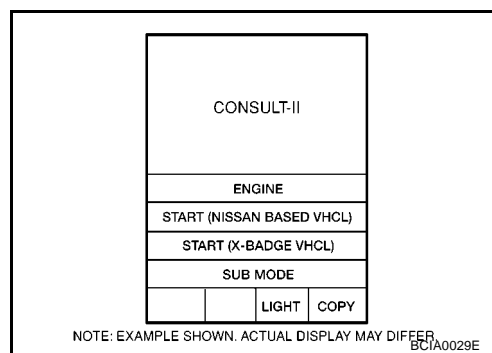 CONSULT-II
ENGINE
START (NISSAN BASED VHCL)
START (X-BADGE VHCL)
SUB MODE
LIGHT COPY
NOTE: EXAMPLE SHOWN. ACTUAL DISPLAY MAY DIFFER.
BCIA0029E